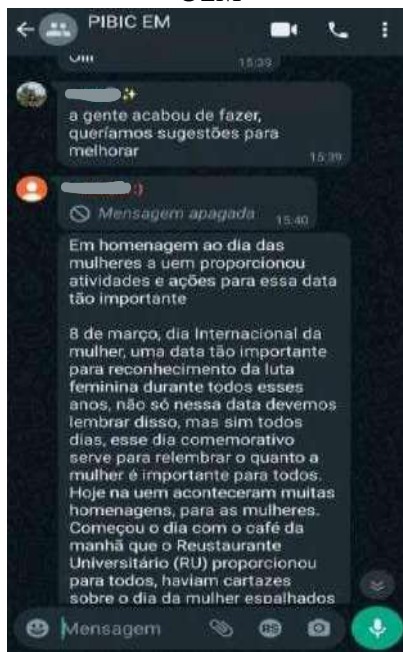 UEM
PIBIC EM
Oiii
15:39
a gente acabou de fazer,
queríamos sugestões para
melhorar
15:39
:)
Mensagem apagada 15:40
Em homenagem ao dia das
mulheres a uem proporcionou
atividades e ações para essa data
tão importante
8 de março, dia Internacional da
mulher, uma data tão importante
para reconhecimento da luta
feminina durante todos esses
anos, não só nessa data devemos
lembrar disso, mas sim todos
dias, esse dia comemorativo
serve para relembrar o quanto a
mulher é importante para todos.
Hoje na uem aconteceram muitas
homenagens, para as mulheres.
Começou o dia com o café da
manhã que o Reustaurante
Universitário (RU) proporcionou
para todos, haviam cartazes
sobre o dia da mulher espalhados
Mensagem
R$